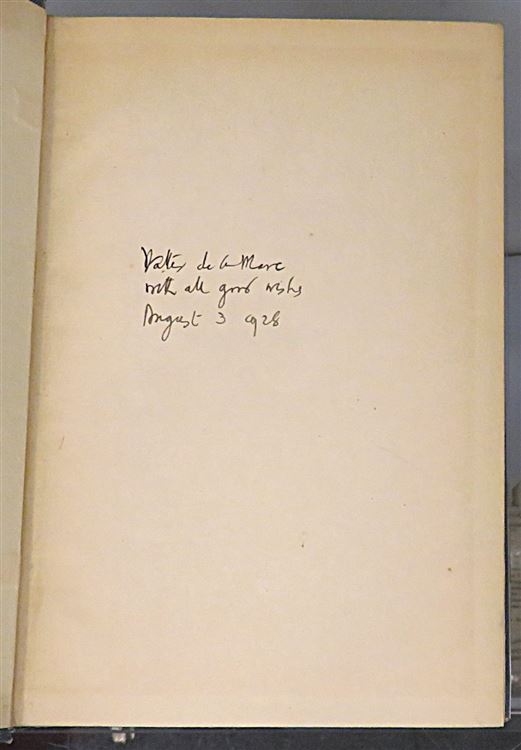 Walter de la Mare
with all good wishes
August 3 1928